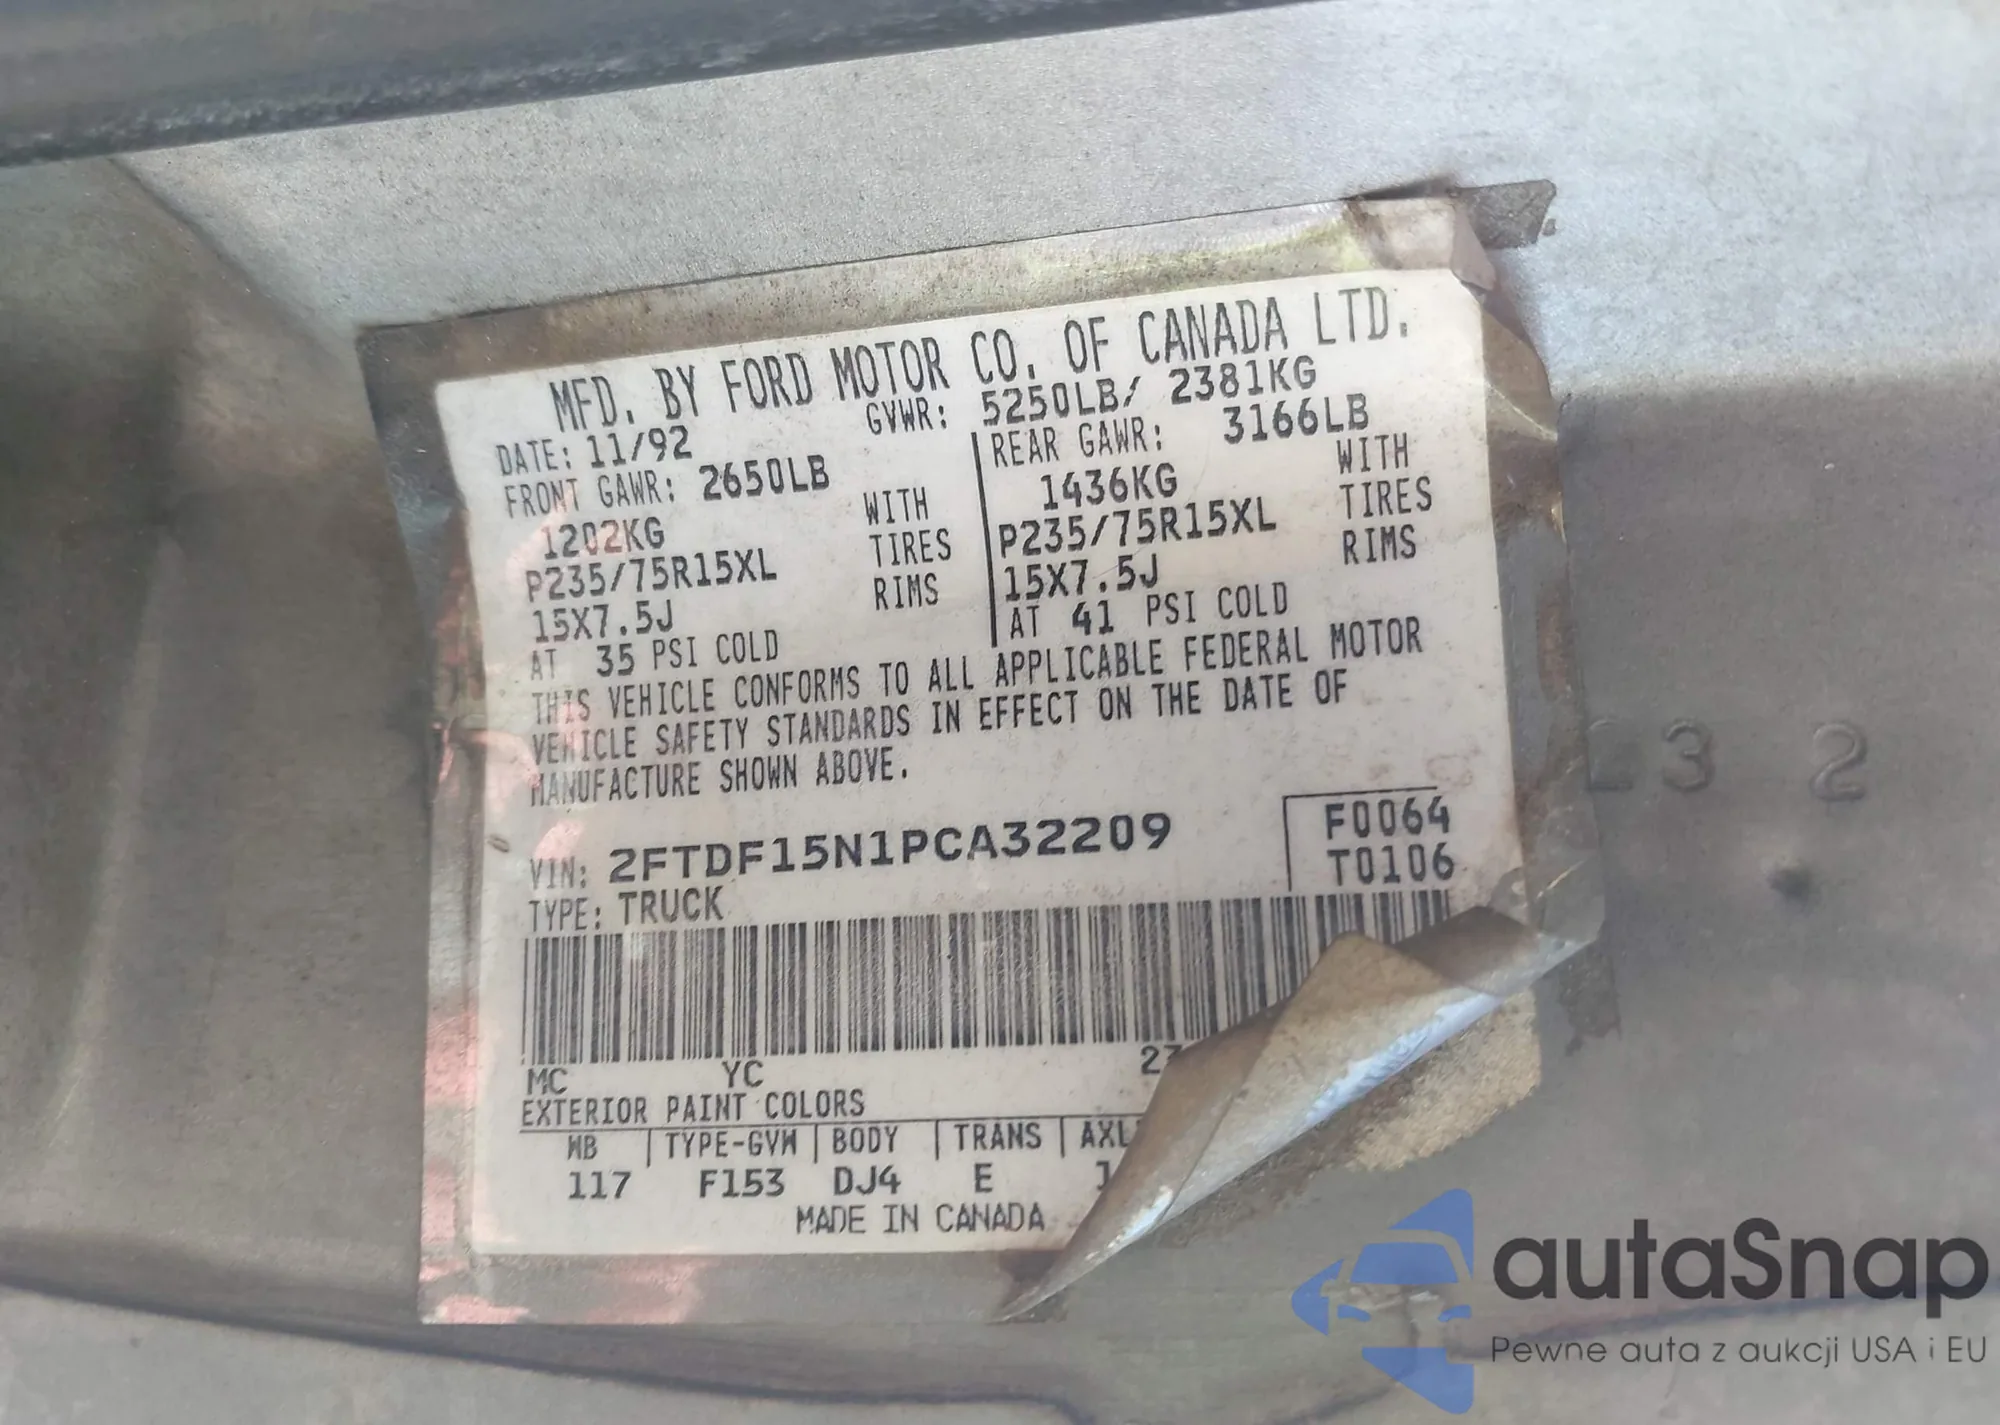 MFD. BY FORD MOTOR CO. OF CANADA LTD.
DATE: 11/92 GVWR: 5250LB/ 2381KG
FRONT GAWR: 2650LB
1202KG WITH
P235/75R15XL TIRES
15X7.5J RIMS
AT 35 PSI COLD
REAR GAWR: 3166LB
1436KG WITH
P235/75R15XL TIRES
15X7.5J RIMS
AT 41 PSI COLD
THIS VEHICLE CONFORMS TO ALL APPLICABLE FEDERAL MOTOR
VEHICLE SAFETY STANDARDS IN EFFECT ON THE DATE OF
MANUFACTURE SHOWN ABOVE.
VIN: 2FTDF15N1PCA32209
TYPE: TRUCK
F0064
T0106
MC YC
EXTERIOR PAINT COLORS
WB TYPE-GVW BODY TRANS
117 F153 DJ4 E
MADE IN CANADA
3 2
autaSnap
Pewne auta z aukcji USA i EU